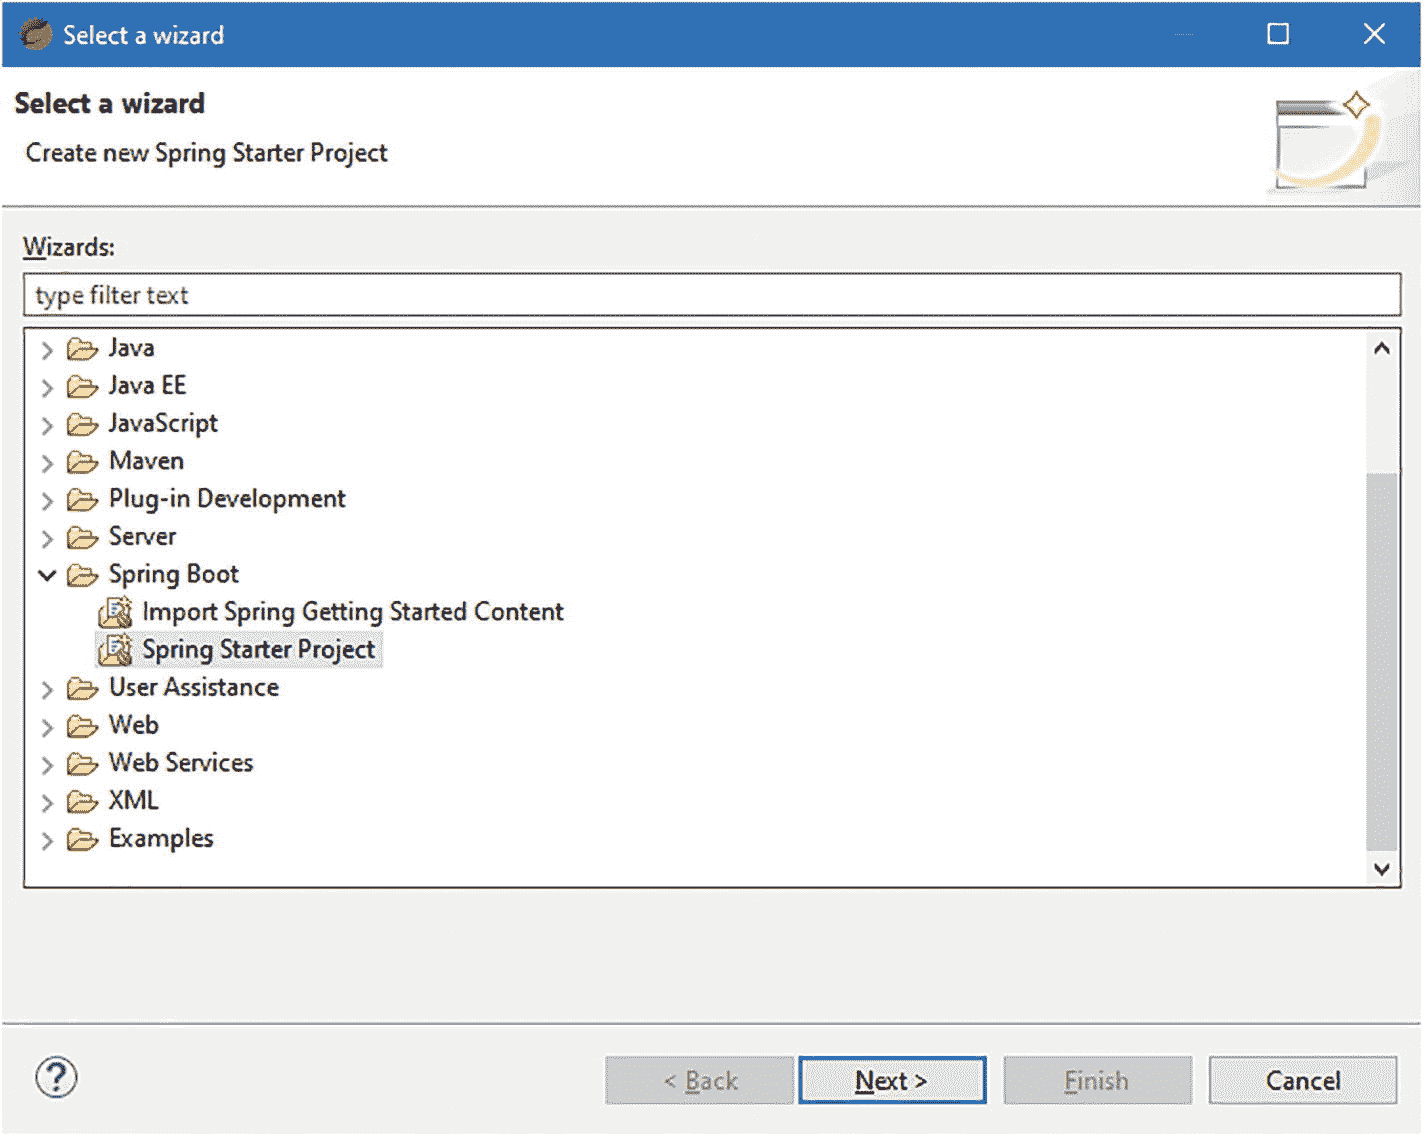 Select a wizard
Select a wizard
Create new Spring Starter Project
Wizards:
type filter text
Java
Java EE
JavaScript
Maven
Plug-in Development
Server
Spring Boot
Import Spring Getting Started Content
Spring Starter Project
User Assistance
Web
Web Services
XML
Examples
? < Back Next > Finish Cancel